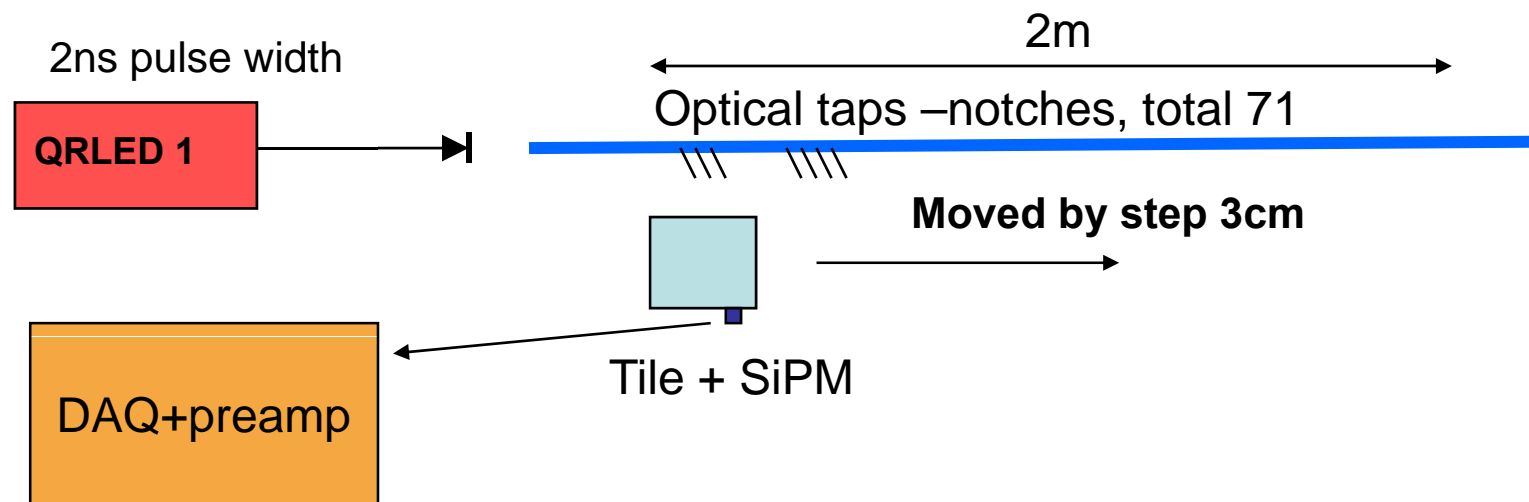 2m
2ns pulse width
Optical taps –notches, total 71
QRLED 1
Moved by step 3cm
Tile + SiPM
DAQ+preamp